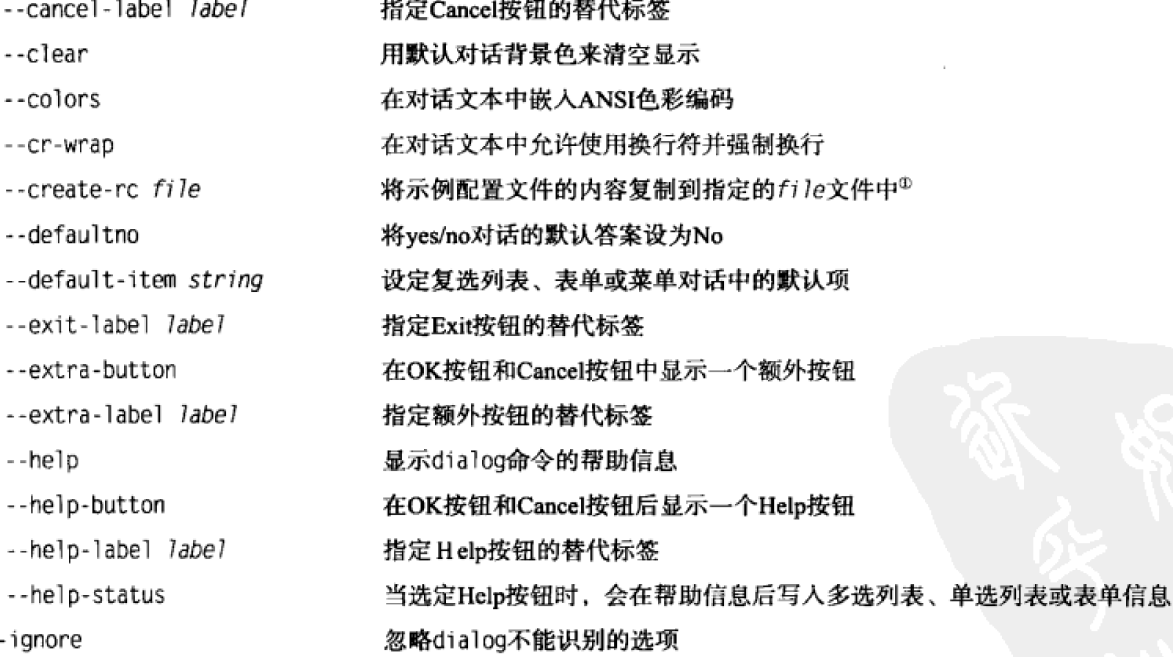 --cancel-label label 指定Cancel按钮的替代标签
--clear 用默认对话背景色来清空显示
--colors 在对话文本中嵌入ANSI色彩编码
--cr-wrap 在对话文本中允许使用换行符并强制换行
--create-rc file 将示例配置文件的内容复制到指定的file文件中①
--defaultno 将yes/no对话的默认答案设为No
--default-item string 设定复选列表、表单或菜单对话中的默认项
--exit-label label 指定Exit按钮的替代标签
--extra-button 在OK按钮和Cancel按钮中显示一个额外按钮
--extra-label label 指定额外按钮的替代标签
--help 显示dialog命令的帮助信息
--help-button 在OK按钮和Cancel按钮后显示一个Help按钮
--help-label label 指定Help按钮的替代标签
--help-status 当选定Help按钮时，会在帮助信息后写入多选列表、单选列表或表单信息
-ignore 忽略dialog不能识别的选项